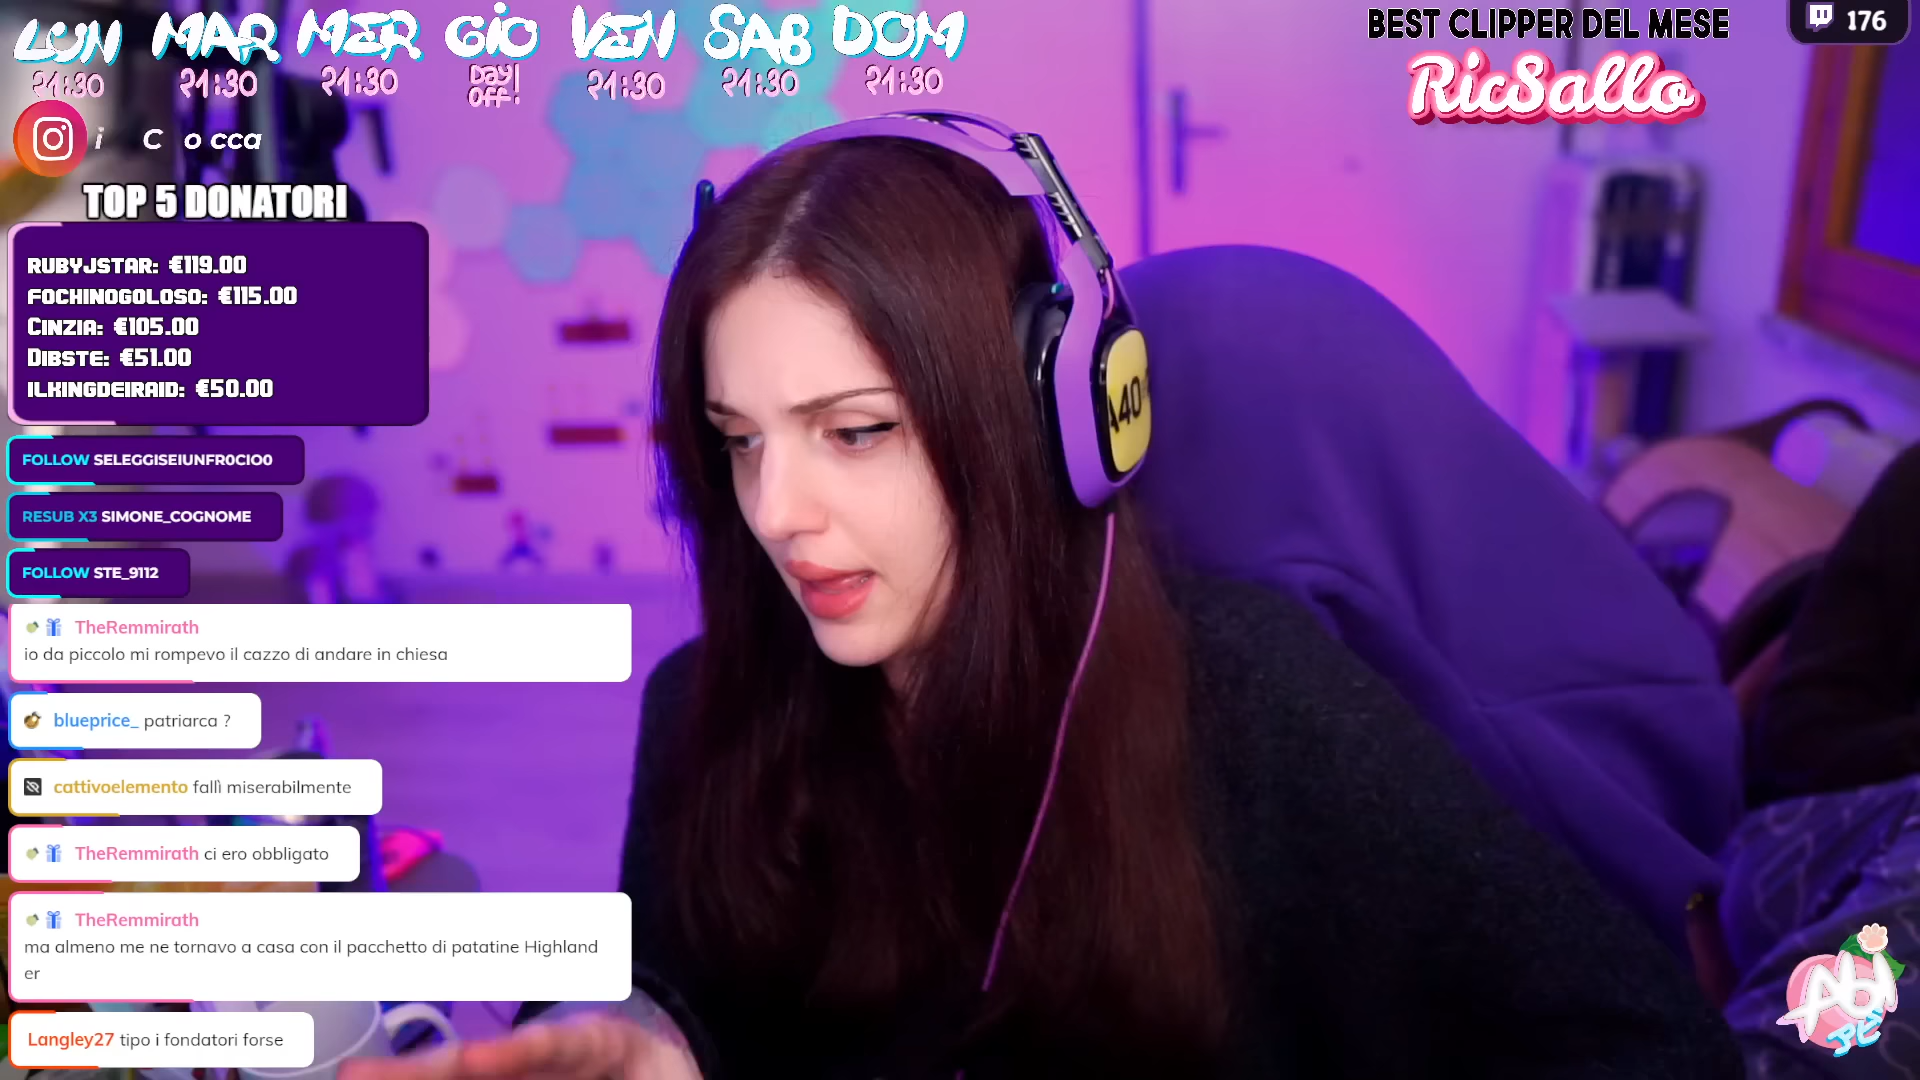 LUN MAR MER GIO VEN SAB DOM
21:30 21:30 21:30 DAY! OFF! 21:30 21:30 21:30
BEST CLIPPER DEL MESE
RicSallo
176
i C o cca
TOP 5 DONATORI
RUBYJSTAR: €119.00
FOCHINOGOLOSO: €115.00
CINZIA: €105.00
DIBSTE: €51.00
ILKINGDEIRAID: €50.00
FOLLOW SELEGGISEIUNFR0CIO0
RESUB X3 SIMONE_COGNOME
FOLLOW STE_9112
TheRemmirath
io da piccolo mi rompevo il cazzo di andare in chiesa
blueprice_ patriarca ?
cattivoelemento fallì miserabilmente
TheRemmirath ci ero obbligato
TheRemmirath
ma almeno me ne tornavo a casa con il pacchetto di patatine Highland
er
Langley27 tipo i fondatori forse
A40